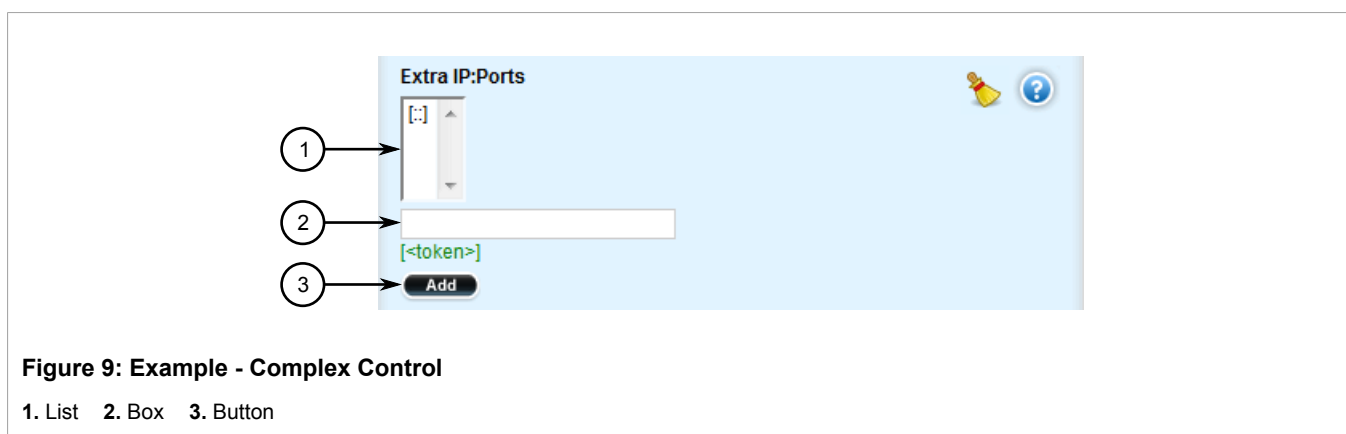 Extra IP:Ports
?
[::]
1
2
[<token>]
3
Add
Figure 9: Example - Complex Control
1. List 2. Box 3. Button